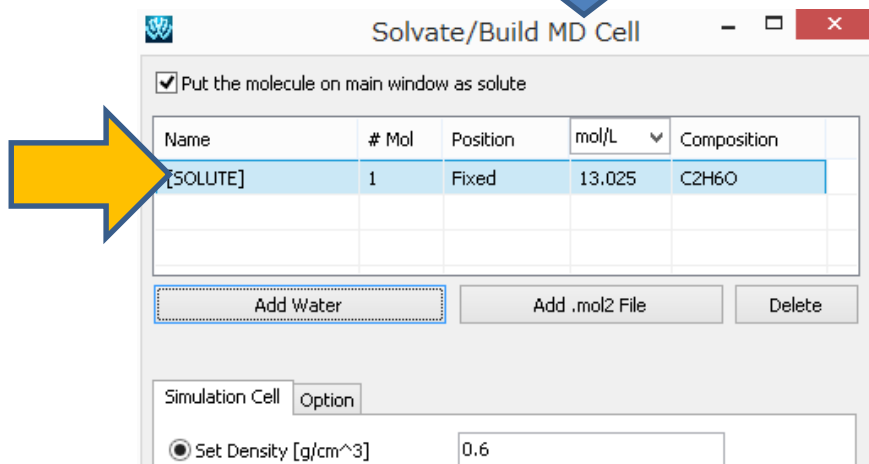 Solvate/Build MD Cell
Put the molecule on main window as solute
Name # Mol Position mol/L Composition
[SOLUTE] 1 Fixed 13.025 C2H6O
Add Water Add .mol2 File Delete
Simulation Cell Option
Set Density [g/cm^3] 0.6